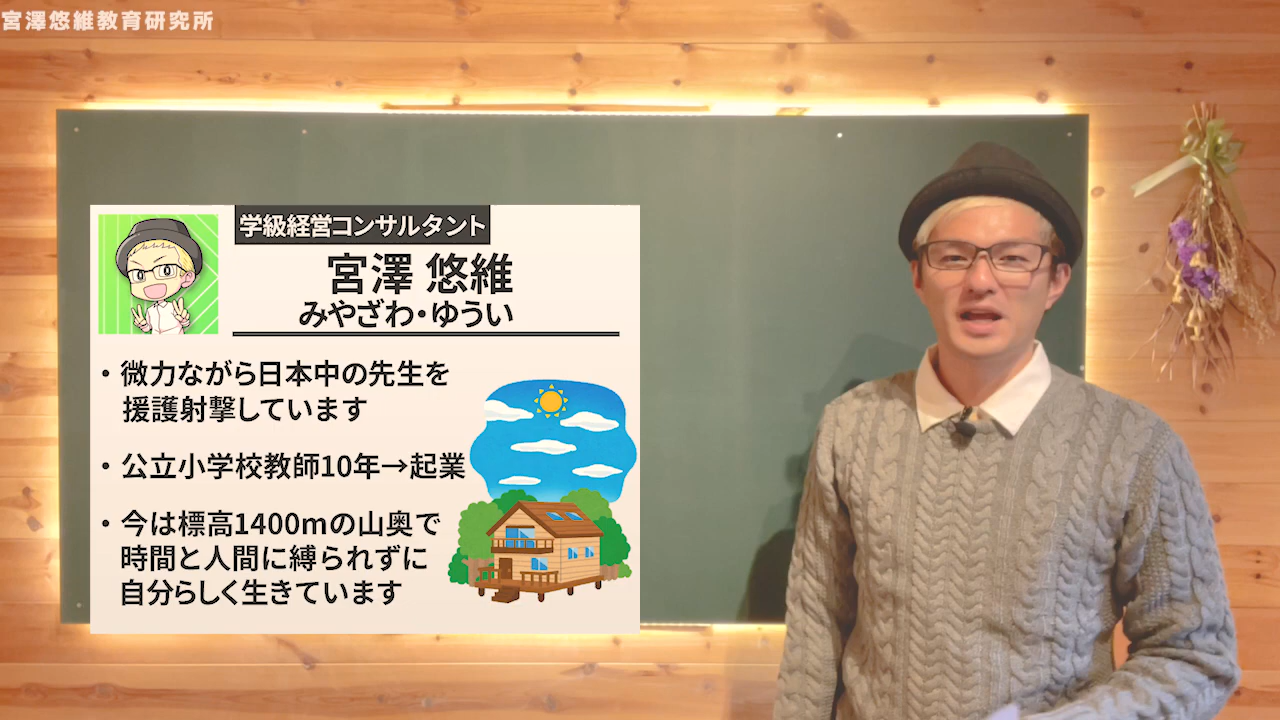 宮澤悠維教育研究所
学級経営コンサルタント
宮澤 悠維
みやざわ・ゆうい
・微力ながら日本中の先生を
援護射撃しています
・公立小学校教師10年→起業
・今は標高1400mの山奥で
時間と人間に縛られずに
自分らしく生きています